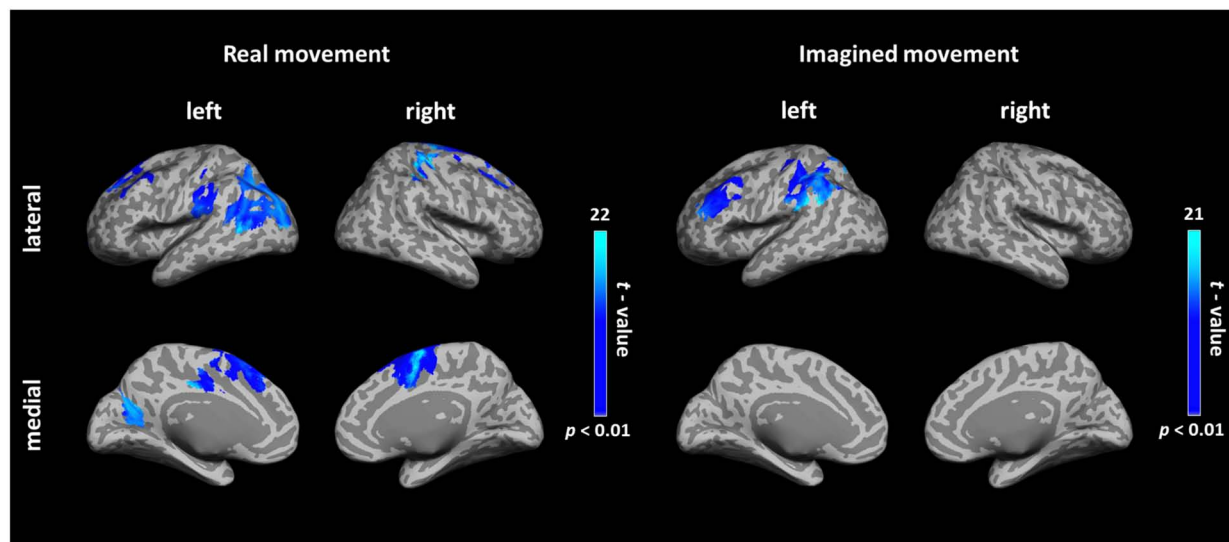 Real movement
Imagined movement
left
right
left
right
lateral
22
t - value
p < 0.01
21
t - value
p < 0.01
medial